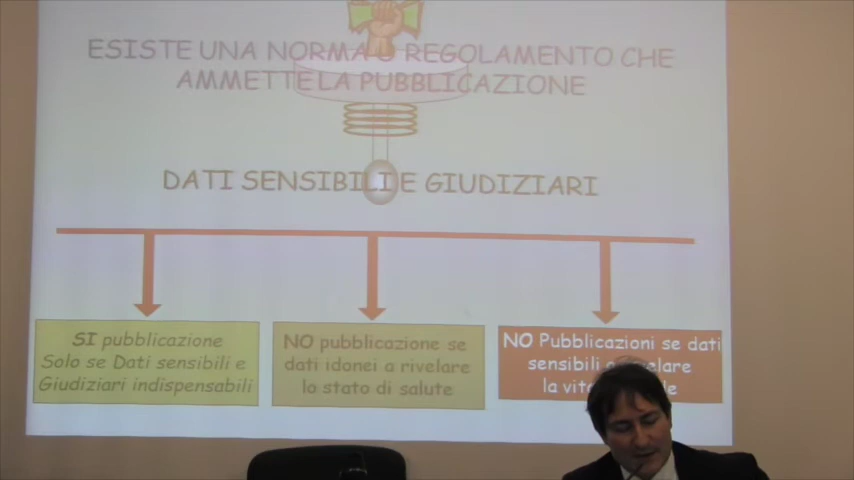 ESISTE UNA NORMA O REGOLAMENTO CHE
AMMETTE LA PUBBLICAZIONE
DATI SENSIBILI E GIUDIZIARI
SI pubblicazione
Solo se Dati sensibili e
Giudiziari indispensabili
NO pubblicazione se
dati idonei a rivelare
lo stato di salute
NO Pubblicazioni se dati
sensibili
la